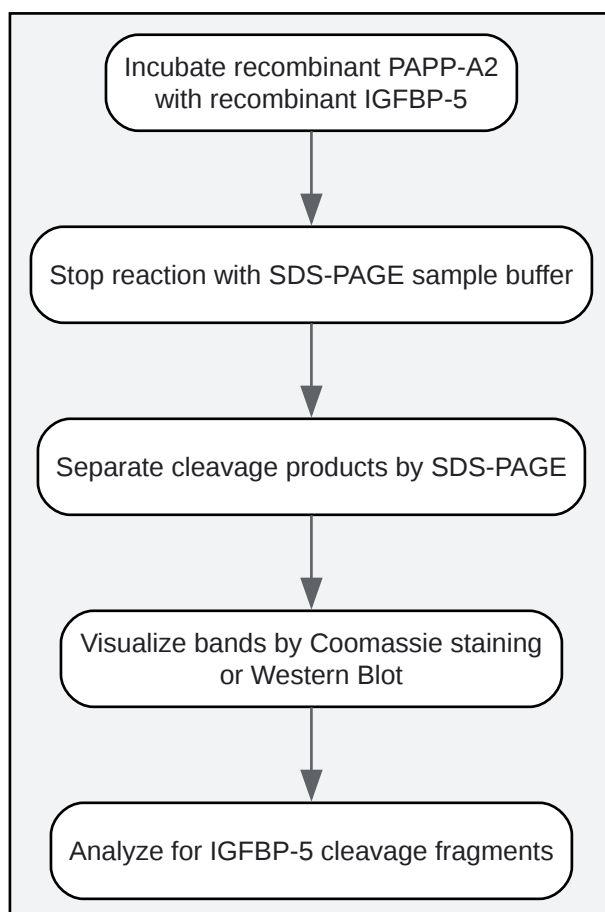 Incubate recombinant PAPP-A2
with recombinant IGFBP-5
Stop reaction with SDS-PAGE sample buffer
Separate cleavage products by SDS-PAGE
Visualize bands by Coomassie staining
or Western Blot
Analyze for IGFBP-5 cleavage fragments